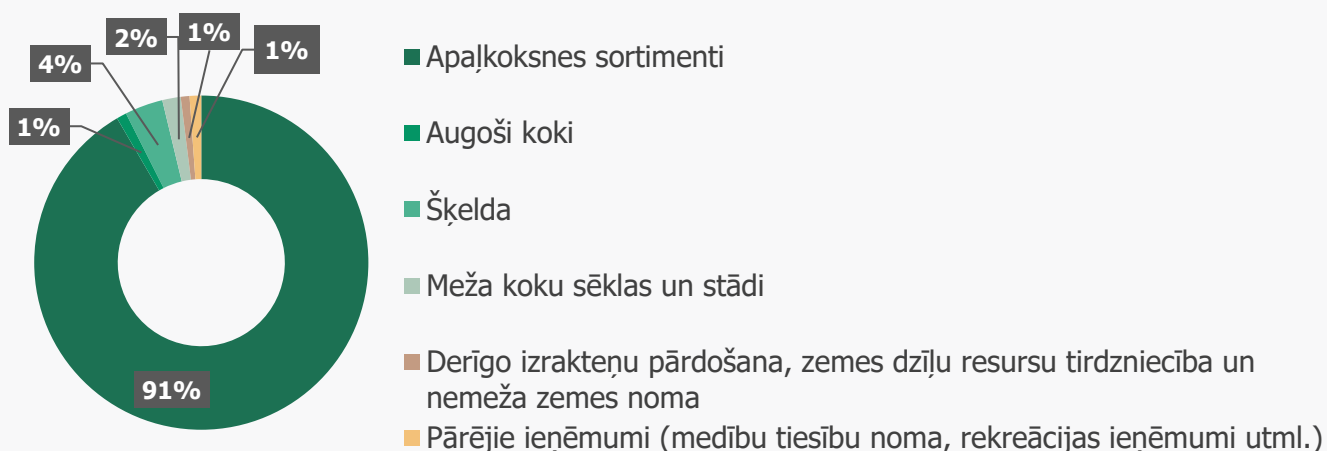 2%
1%
1%
4%
1%
91%
Apaļkoksnes sortimenti
Augoši koki
Šķelda
Meža koku sēklas un stādi
Derīgo izrakteņu pārdošana, zemes dzīļu resursu tirdzniecība un
nemeža zemes noma
Pārējie ieņēmumi (medību tiesību noma, rekreācijas ieņēmumi utml.)